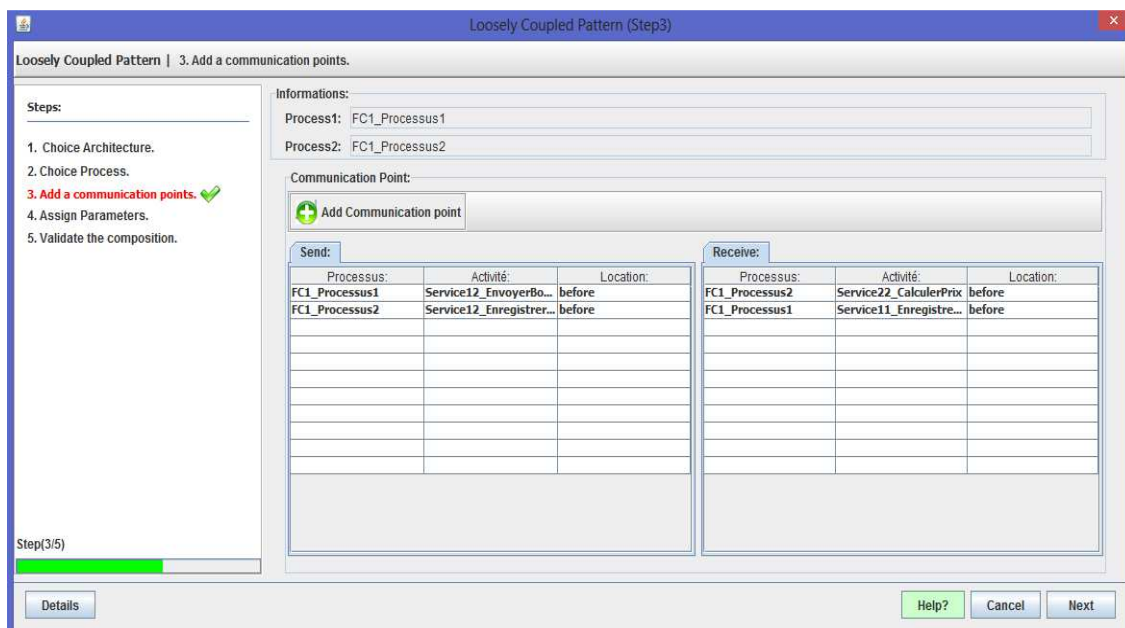 Loosely Coupled Pattern (Step3)
Loosely Coupled Pattern | 3. Add a communication points.
Steps:
1. Choice Architecture.
2. Choice Process.
3. Add a communication points.
4. Assign Parameters.
5. Validate the composition.
Step(3/5)
Informations:
Process1: FC1_Processus1
Process2: FC1_Processus2
Communication Point:
Add Communication point
Send:
Processus: Activité: Location:
FC1_Processus1 Service12_EnvoyerBo... before
FC1_Processus2 Service12_Enregistrer... before
Receive:
Processus: Activité: Location:
FC1_Processus2 Service22_CalculerPrix before
FC1_Processus1 Service11_Enregistre... before
Details Help? Cancel Next